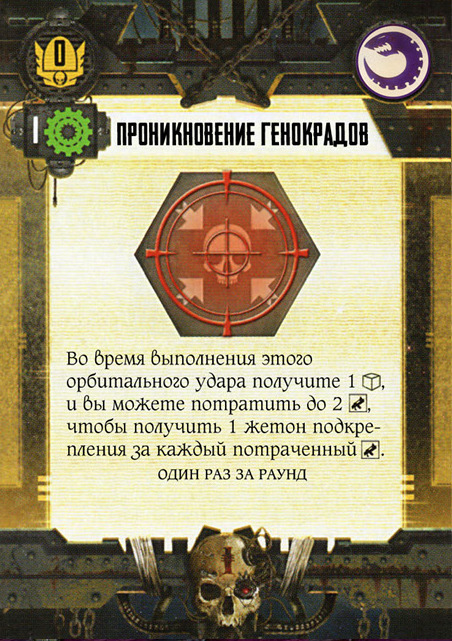 0
I
ПРОНИКНОВЕНИЕ ГЕНОКРАДОВ
Во время выполнения этого
орбитального удара получите 1 ,
и вы можете потратить до 2 ,
чтобы получить 1 жетон подкре-
пления за каждый потраченный .
ОДИН РАЗ ЗА РАУНД
I